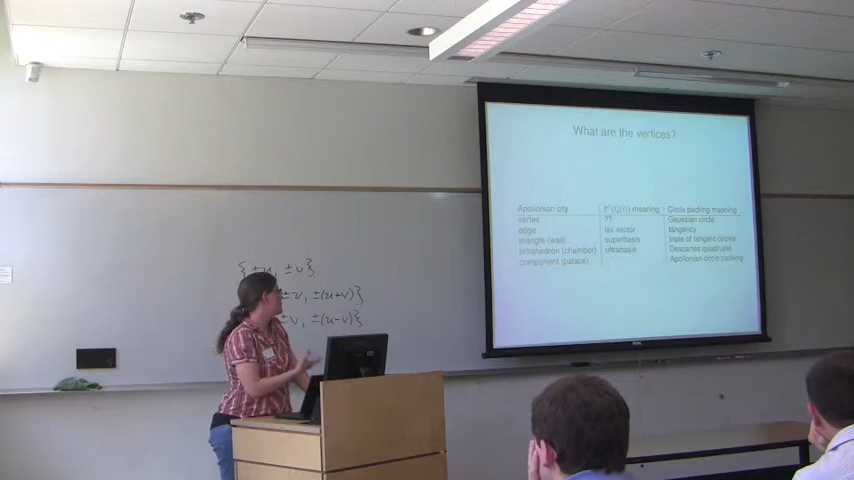 {±u, ±v}
±v, ±(u+v)}
±v, ±(u-v)}
What are the vertices?
Apollonian city meaning Circle packing meaning
vertex ?? Gaussian circle
edge lax vector tangency
triangle (wall) superbasis triple of tangent circles
tetrahedron (chamber) ultrabasis Descartes quadruple
component (palace) Apollonian circle packing